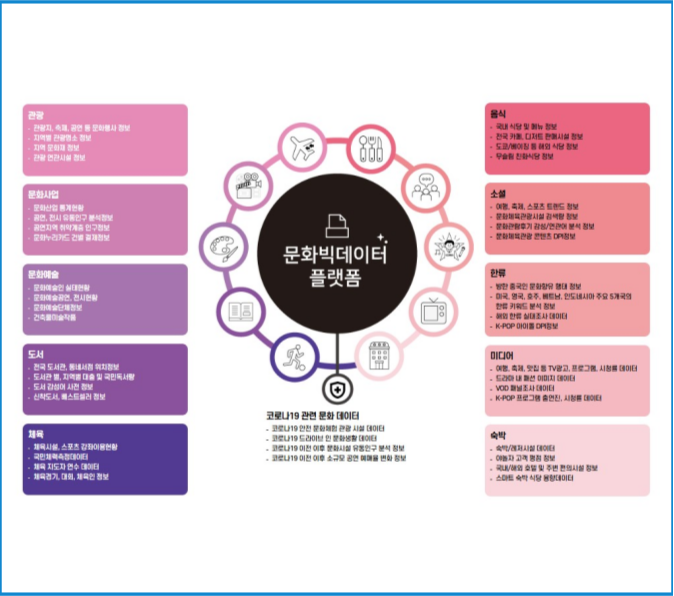 관광
- 관광지, 축제, 공연 등 문화행사 정보
- 지역별 관광명소 정보
- 지역 문화재 정보
- 관광 연관시설 정보
문화사업
- 문화산업 통계현황
- 공연, 전시 유동인구 분석정보
- 공연지역 취약계층 인구정보
- 문화누리카드 건별 결제정보
문화예술
- 문화예술인 실태현황
- 문화예술공연, 전시현황
- 문화예술단체정보
- 건축물미술작품
도서
- 전국 도서관, 동네서점 위치정보
- 도서관 별, 지역별 대출 및 국민독서량
- 도서 감성어 사전 정보
- 신착도서, 베스트셀러 정보
체육
- 체육시설, 스포츠 강좌이용현황
- 국민체력측정데이터
- 체육 지도자 연수 데이터
- 체육경기, 대회, 체육인 정보
문화빅데이터
플랫폼
코로나19 관련 문화 데이터
- 코로나19 안전 문화체험 관광 시설 데이터
- 코로나19 드라이브 인 문화생활 데이터
- 코로나19 이전 이후 문화시설 유동인구 분석 정보
- 코로나19 이전 이후 소규모 공연 예매율 변화 정보
음식
- 국내 식당 및 메뉴 정보
- 전국 카페, 디저트 판매시설 정보
- 도쿄/베이징 등 해외 식당 정보
- 무슬림 친화식당 정보
소셜
- 여행, 축제, 스포츠 트렌드 정보
- 문화체육관광시설 검색량 정보
- 문화관람후기 감성/연관어 분석 정보
- 문화체육관광 콘텐츠 DPI정보
한류
- 방한 중국인 문화향유 행태 정보
- 미국, 영국, 호주, 베트남, 인도네시아 주요 5개국의
한류 키워드 분석 정보
- 해외 한류 실태조사 데이터
- K-POP 아이돌 DPI정보
미디어
- 여행, 축제, 맛집 등 TV광고, 프로그램, 시청률 데이터
- 드라마 내 패션 이미지 데이터
- VOD 패널조사 데이터
- K-POP 프로그램 출연진, 시청률 데이터
숙박
- 숙박/레저시설 데이터
- 야놀자 고객 평점 정보
- 국내/해외 호텔 및 주변 편의시설 정보
- 스마트 숙박 식당 융합데이터